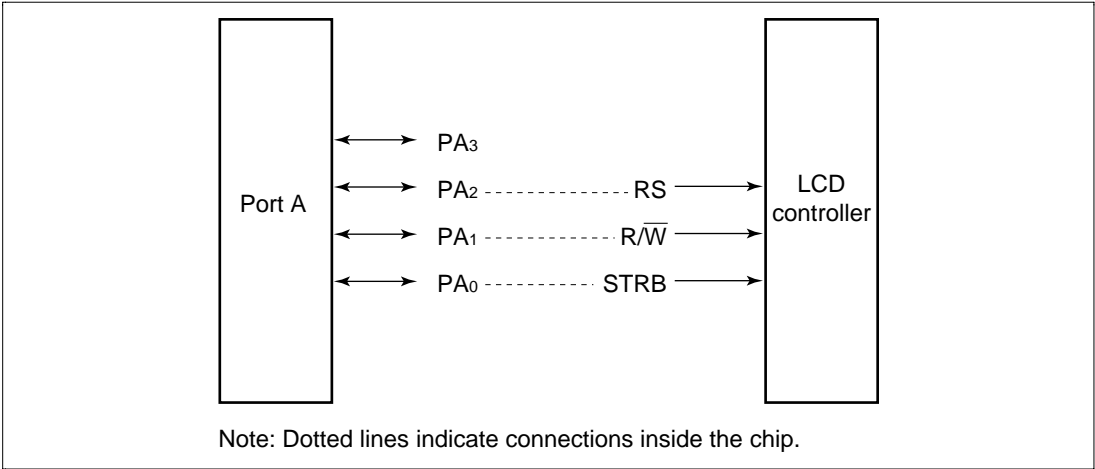 PA3
PA2 RS
Port A
LCD
controller
PA1 R/W̅
PA0 STRB
Note: Dotted lines indicate connections inside the chip.